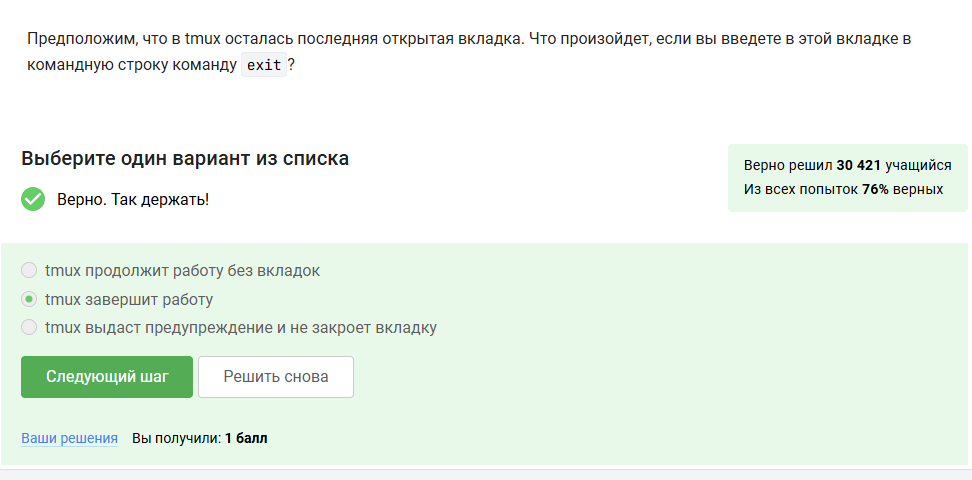 Предположим, что в tmux осталась последняя открытая вкладка. Что произойдет, если вы введете в этой вкладке в
командную строку команду exit?
Выберите один вариант из списка
Верно решил 30 421 учащийся
Из всех попыток 76% верных
Верно. Так держать!
tmux продолжит работу без вкладок
tmux завершит работу
tmux выдаст предупреждение и не закроет вкладку
Следующий шаг
Решить снова
Ваши решения Вы получили: 1 балл